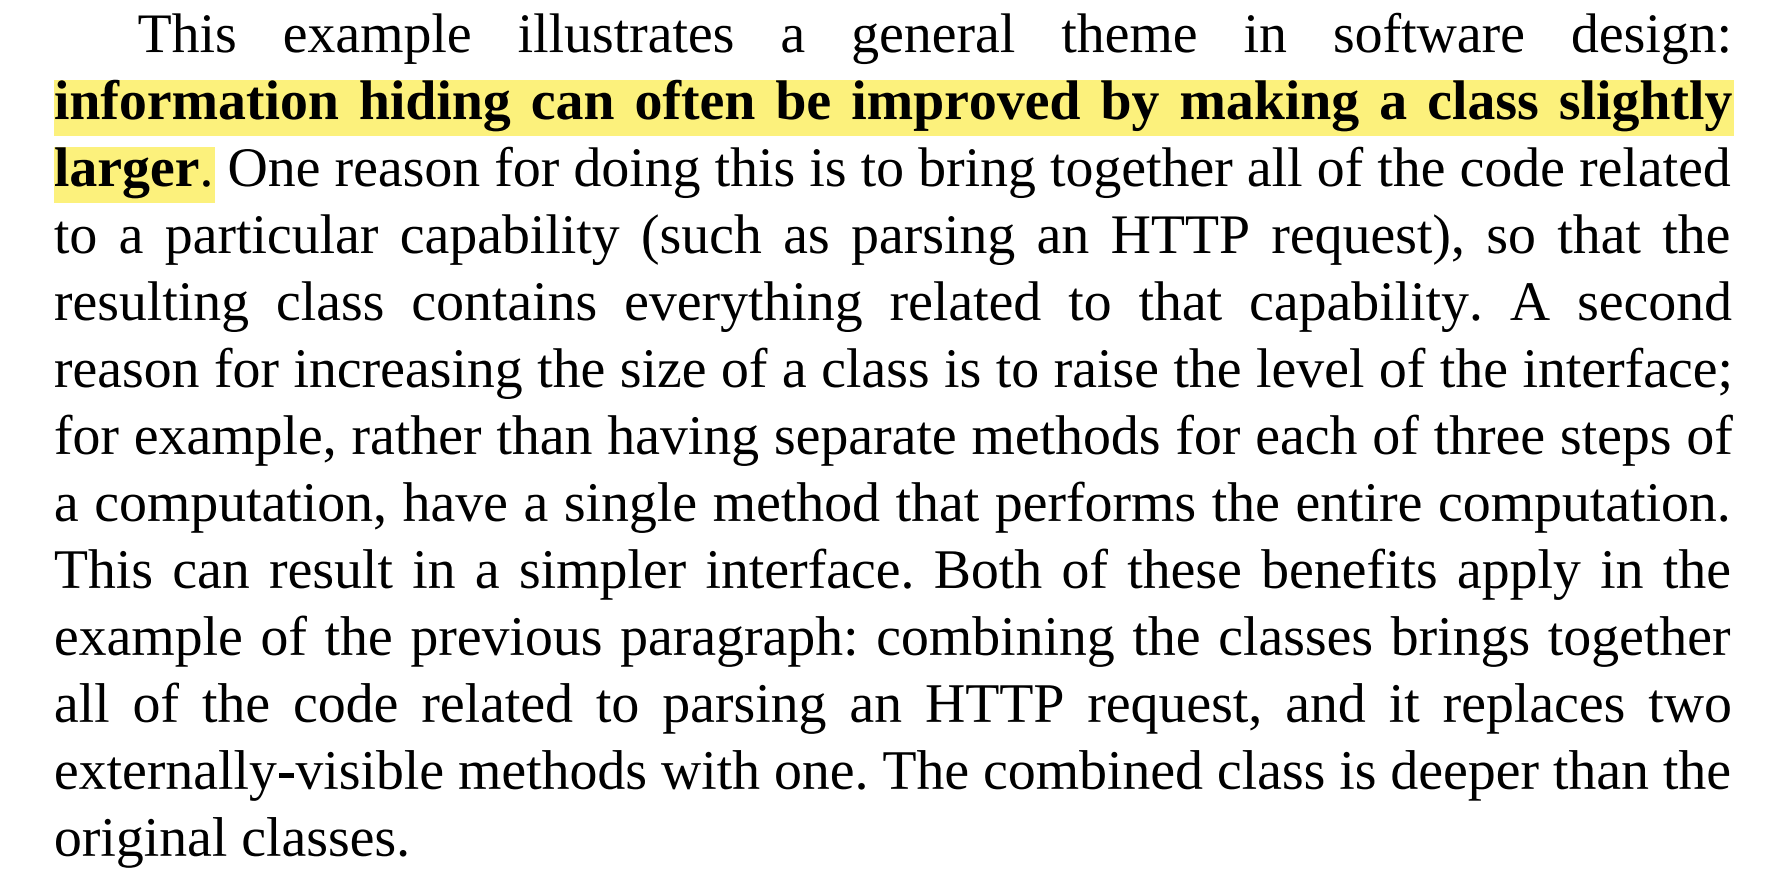 This example illustrates a general theme in software design:
information hiding can often be improved by making a class slightly
larger. One reason for doing this is to bring together all of the code related
to a particular capability (such as parsing an HTTP request), so that the
resulting class contains everything related to that capability. A second
reason for increasing the size of a class is to raise the level of the interface;
for example, rather than having separate methods for each of three steps of
a computation, have a single method that performs the entire computation.
This can result in a simpler interface. Both of these benefits apply in the
example of the previous paragraph: combining the classes brings together
all of the code related to parsing an HTTP request, and it replaces two
externally-visible methods with one. The combined class is deeper than the
original classes.